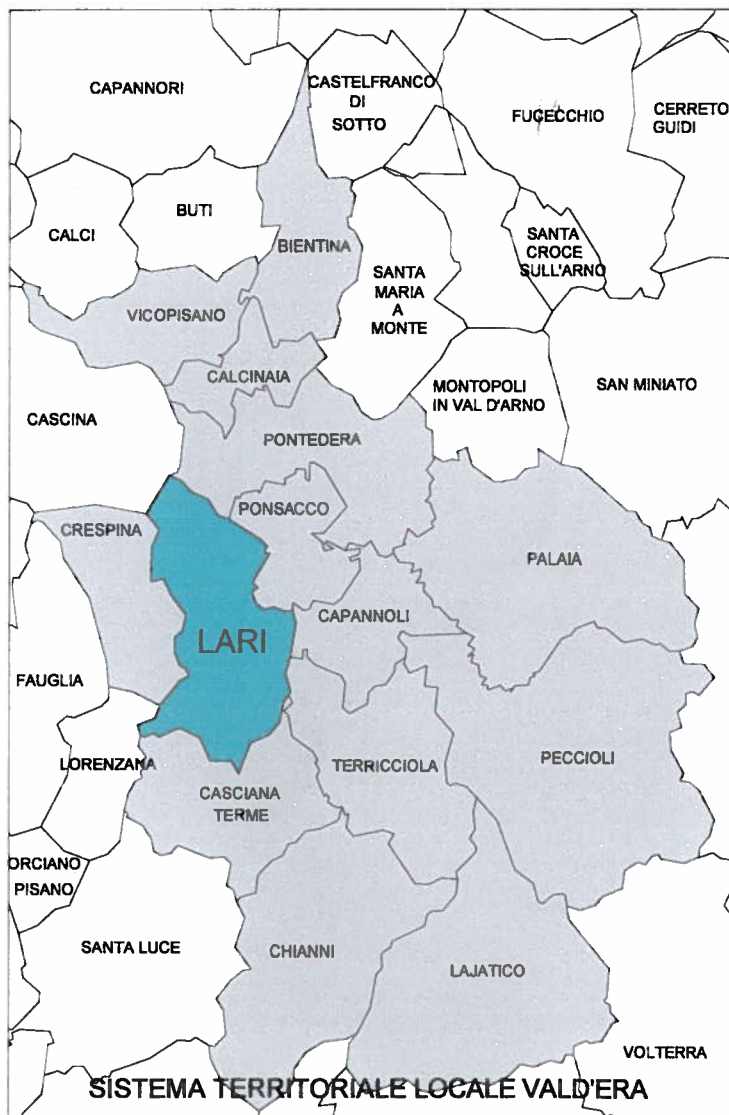 CAPANNORI
CASTELFRANCO
DI
SOTTO
FUCECCHIO
CERRETO
GUIDI
BUTI
CALCI
BIENTINA
SANTA
CROCE
SULL'ARNO
SANTA
MARIA
A
MONTE
VICOPISANO
CALCINAIA
MONTOPOLI
IN VAL D'ARNO
SAN MINIATO
CASCINA
PONTEDERA
PONSACCO
CRESPINA
PALAIA
CAPANNOLI
LARI
FAUGLIA
LORENZANA
TERRICCIOLA
PECCIOLI
CASCIANA
TERME
ORCIANO
PISANO
SANTA LUCE
CHIANNI
LAJATICO
VOLTERRA
SISTEMA TERRITORIALE LOCALE VALD'ERA